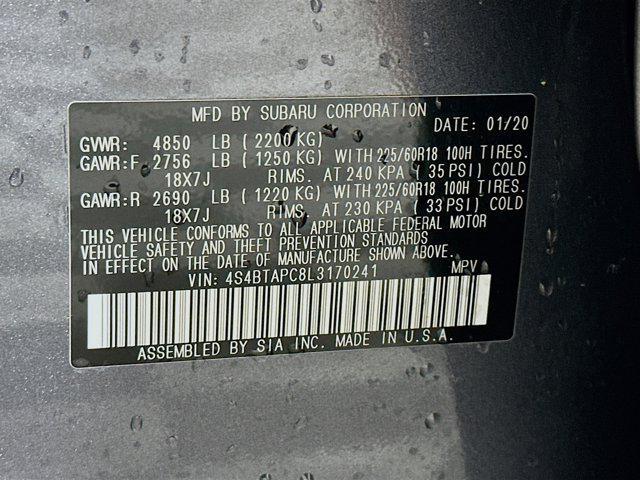 MFD BY SUBARU CORPORATION
DATE: 01/20
GVWR: 4850 LB ( 2200 KG)
GAWR:F 2756 LB ( 1250 KG) WITH 225/60R18 100H TIRES.
18X7J RIMS. AT 240 KPA ( 35 PSI) COLD
GAWR:R 2690 LB ( 1220 KG) WITH 225/60R18 100H TIRES.
18X7J RIMS. AT 230 KPA ( 33 PSI) COLD
THIS VEHICLE CONFORMS TO ALL APPLICABLE FEDERAL MOTOR
VEHICLE SAFETY AND THEFT PREVENTION STANDARDS
IN EFFECT ON THE DATE OF MANUFACTURE SHOWN ABOVE.
VIN: 4S4BTAPC8L3170241 MPV
ASSEMBLED BY SIA INC. MADE IN U.S.A.